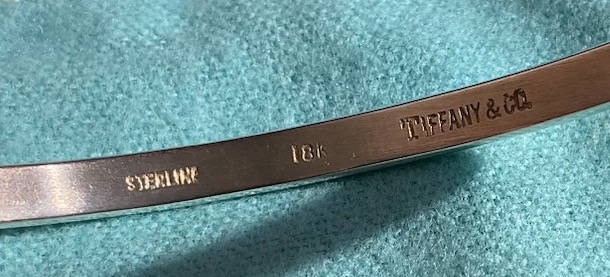 STERLING 18K TIFFANY & CO.